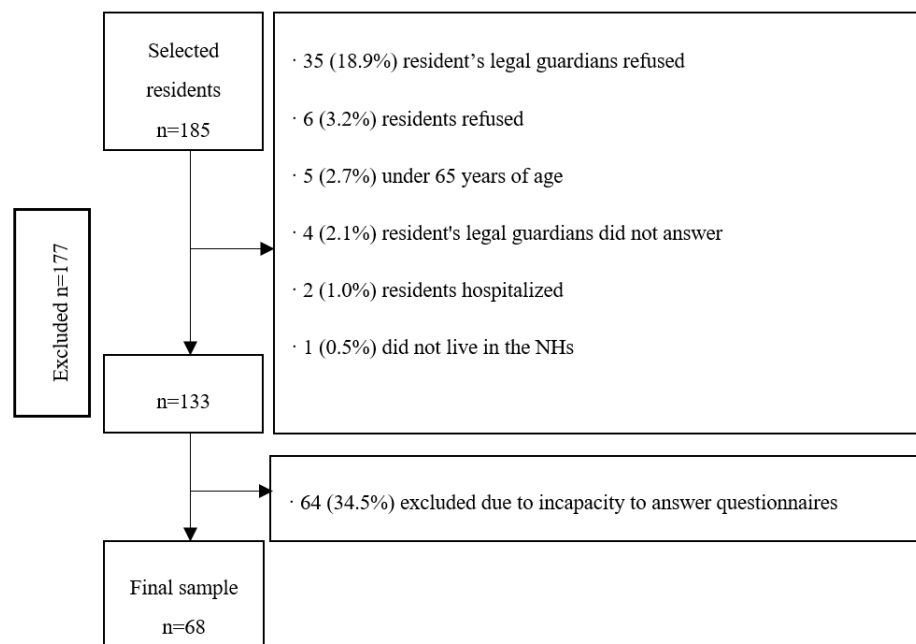 Selected
residents
n=185
· 35 (18.9%) resident’s legal guardians refused
· 6 (3.2%) residents refused
· 5 (2.7%) under 65 years of age
· 4 (2.1%) resident's legal guardians did not answer
· 2 (1.0%) residents hospitalized
· 1 (0.5%) did not live in the NHs
Excluded n=177
n=133
· 64 (34.5%) excluded due to incapacity to answer questionnaires
Final sample
n=68